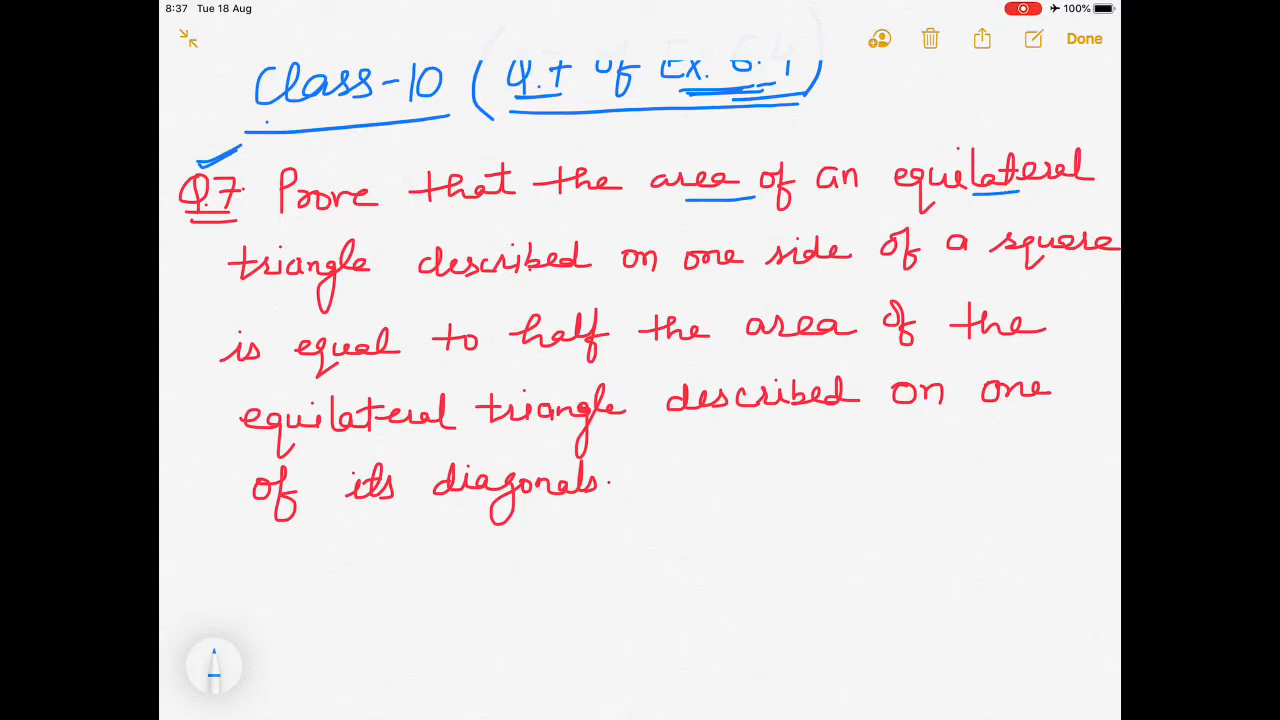 8:37 Tue 18 Aug
100%
Done
Class-10 (Q.7 of Ex. 6.4)
Q.7 Prove that the area of an equilateral
triangle described on one side of a square
is equal to half the area of the
equilateral triangle described on one
of its diagonals.